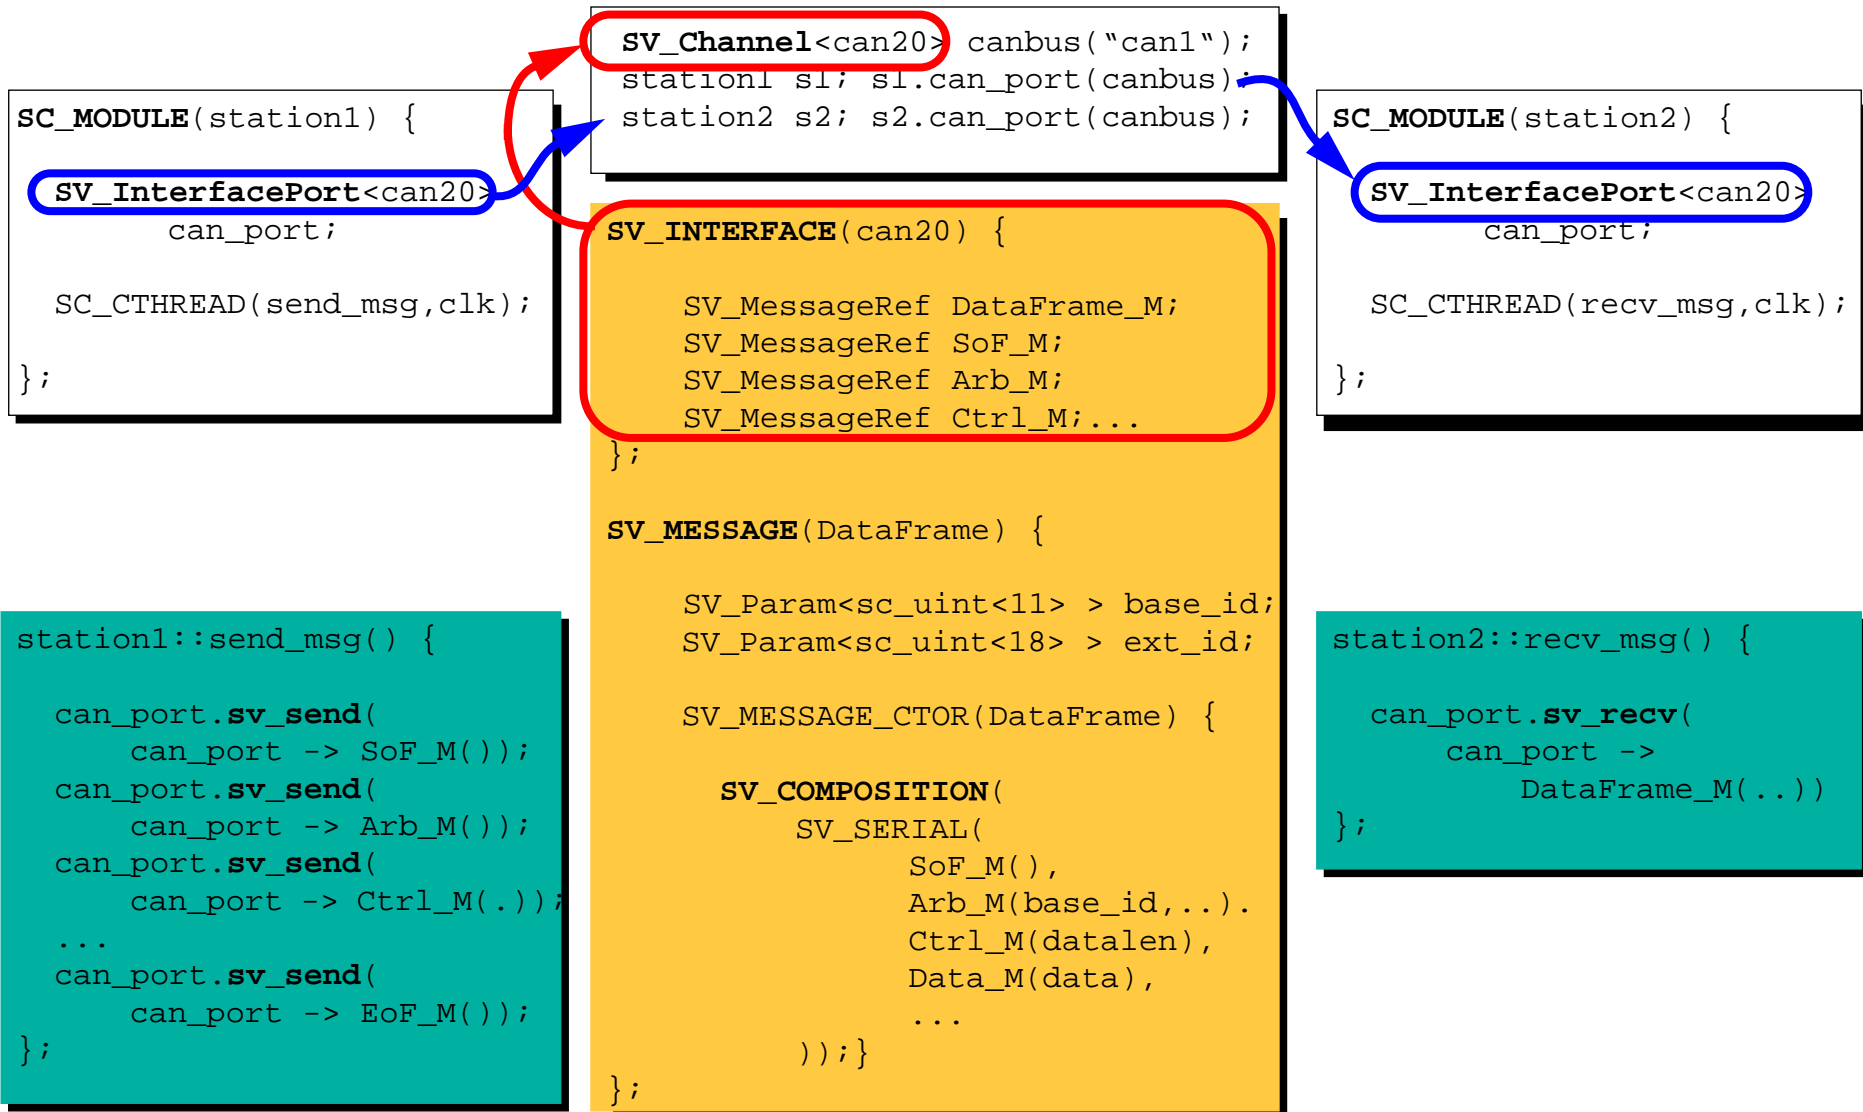 SV_Channel<can20> canbus("can1");
station1 s1; s1.can_port(canbus);
station2 s2; s2.can_port(canbus);
SC_MODULE(station1) {
SV_InterfacePort<can20>
can_port;
SC_CTHREAD(send_msg,clk);
};
SV_INTERFACE(can20) {
SV_MessageRef DataFrame_M;
SV_MessageRef SoF_M;
SV_MessageRef Arb_M;
SV_MessageRef Ctrl_M;...
};
SV_MESSAGE(DataFrame) {
SV_Param<sc_uint<11> > base_id;
SV_Param<sc_uint<18> > ext_id;
SV_MESSAGE_CTOR(DataFrame) {
SV_COMPOSITION(
SV_SERIAL(
SoF_M(),
Arb_M(base_id,..).
Ctrl_M(datalen),
Data_M(data),
...
));}
};
SC_MODULE(station2) {
SV_InterfacePort<can20>
can_port;
SC_CTHREAD(recv_msg,clk);
};
station1::send_msg() {
can_port.sv_send(
can_port -> SoF_M());
can_port.sv_send(
can_port -> Arb_M());
can_port.sv_send(
can_port -> Ctrl_M(.));
...
can_port.sv_send(
can_port -> EoF_M());
};
station2::recv_msg() {
can_port.sv_recv(
can_port ->
DataFrame_M(..))
};